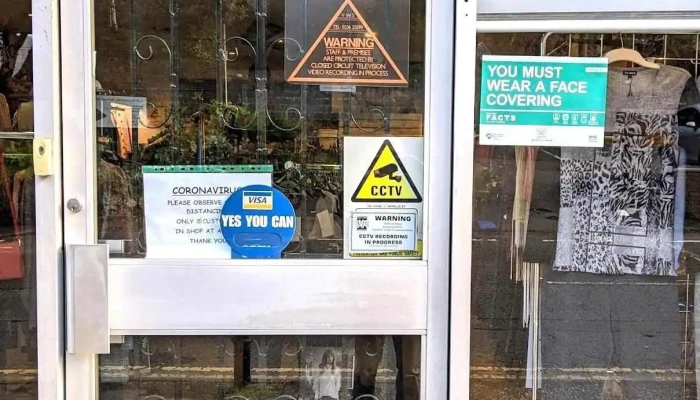 WARNING
STAFF & PREMISES
ARE PROTECTED BY
CLOSED CIRCUIT TELEVISION
VIDEO RECORDING IN PROCESS
YOU MUST
WEAR A FACE
COVERING
FACTS
CCTV
WARNING
CCTV RECORDING
IN PROGRESS
CORONAVIRUS
PLEASE OBSERVE
DISTANCING
ONLY 2
IN SHOP AT A
THANK YOU
VISA
YES YOU CAN